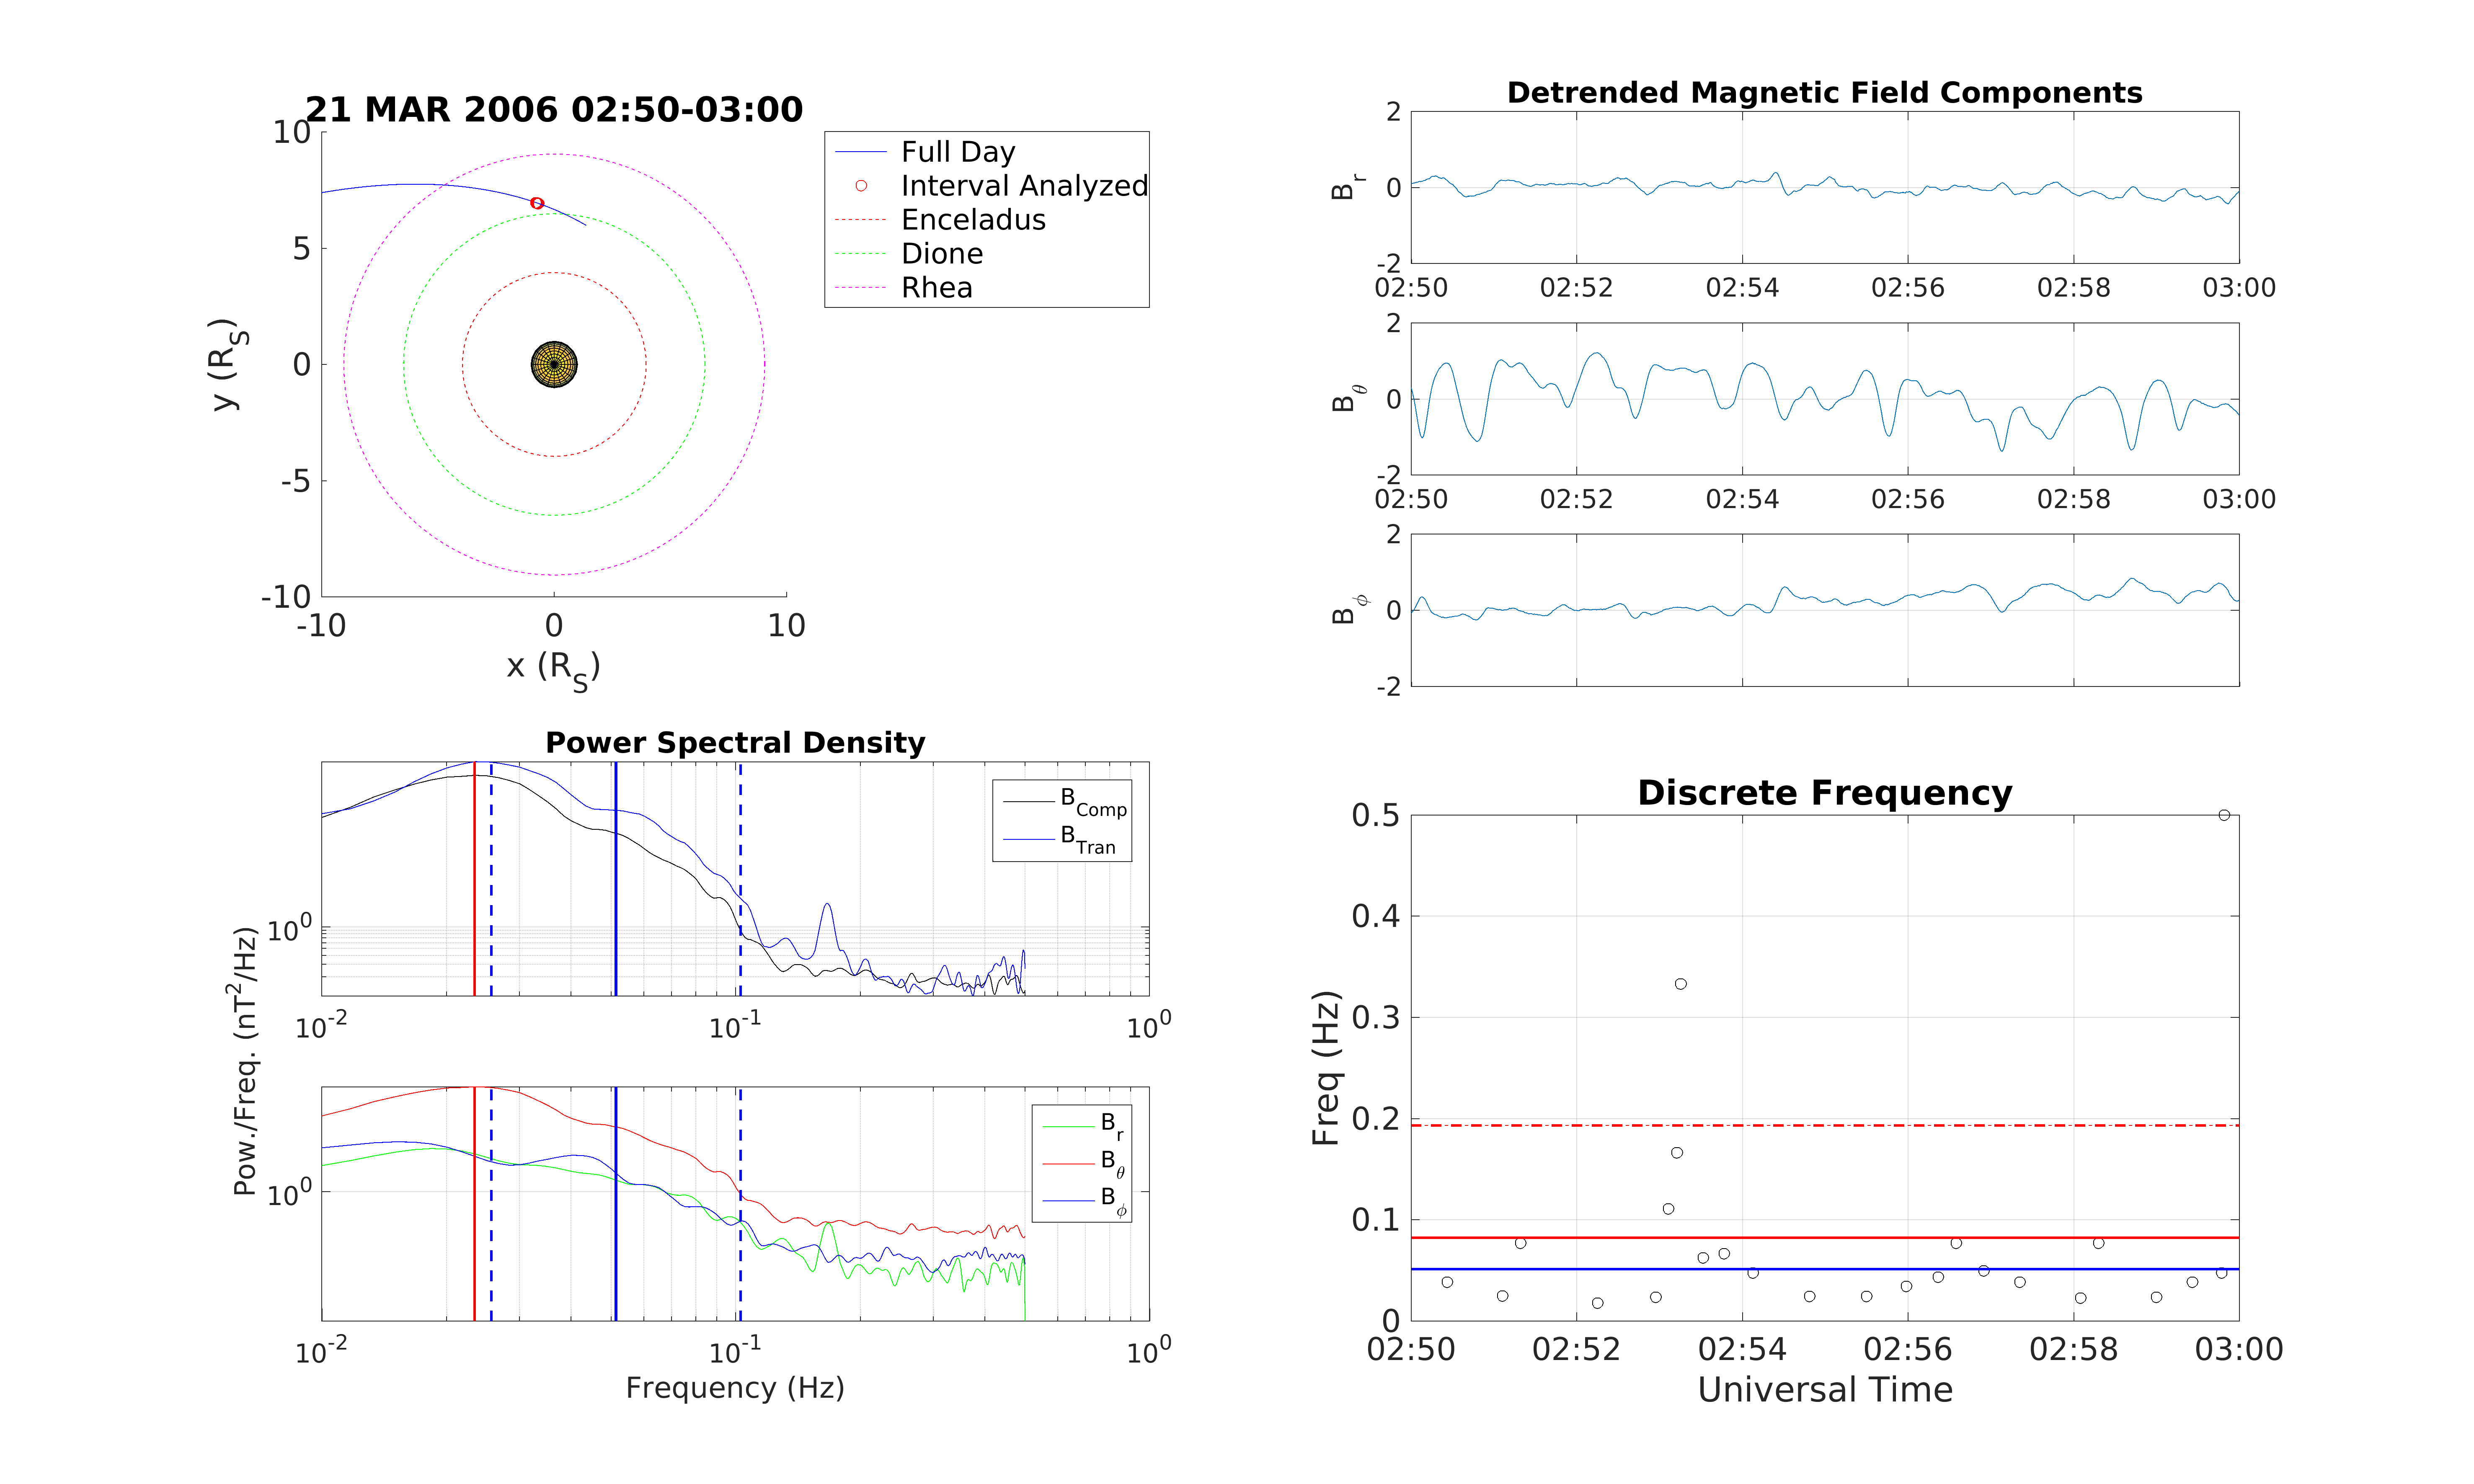 21 MAR 2006 02:50-03:00
10
5
0
-5
-10
-10
0
10
y (R_S)
x (R_S)
Full Day
Interval Analyzed
Enceladus
Dione
Rhea
Detrended Magnetic Field Components
B_r
2
0
-2
02:50 02:52 02:54 02:56 02:58 03:00
B_θ
2
0
-2
02:50 02:52 02:54 02:56 02:58 03:00
B_ϕ
2
0
-2
Power Spectral Density
10^0
10^-2 10^-1 10^0
B_Comp
B_Tran
Pow./Freq. (nT^2/Hz)
10^0
10^-2 10^-1 10^0
B_r
B_θ
B_ϕ
Frequency (Hz)
Discrete Frequency
0.5
0.4
0.3
0.2
0.1
0
Freq (Hz)
02:50 02:52 02:54 02:56 02:58 03:00
Universal Time